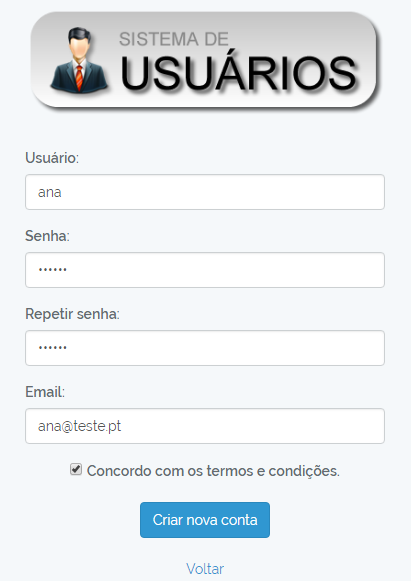 SISTEMA DE
USUÁRIOS
Usuário:
ana
Senha:
••••••
Repetir senha:
••••••
Email:
ana@teste.pt
Concordo com os termos e condições.
Criar nova conta
Voltar